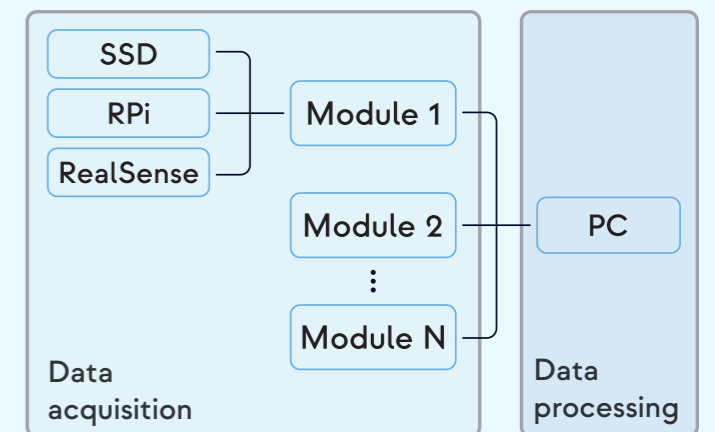 SSD
RPi
RealSense
Module 1
Module 2
Module N
Data
acquisition
PC
Data
processing